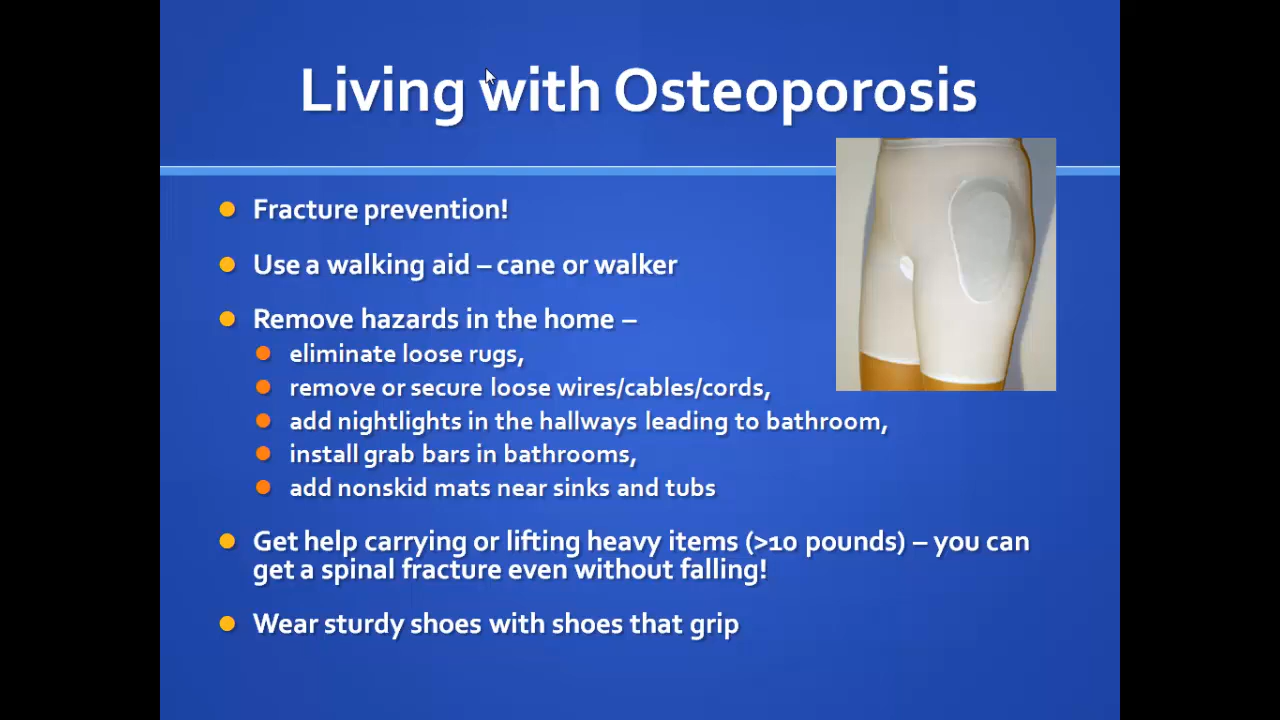 Living with Osteoporosis
Fracture prevention!
Use a walking aid – cane or walker
Remove hazards in the home –
eliminate loose rugs,
remove or secure loose wires/cables/cords,
add nightlights in the hallways leading to bathroom,
install grab bars in bathrooms,
add nonskid mats near sinks and tubs
Get help carrying or lifting heavy items (>10 pounds) – you can
get a spinal fracture even without falling!
Wear sturdy shoes with shoes that grip